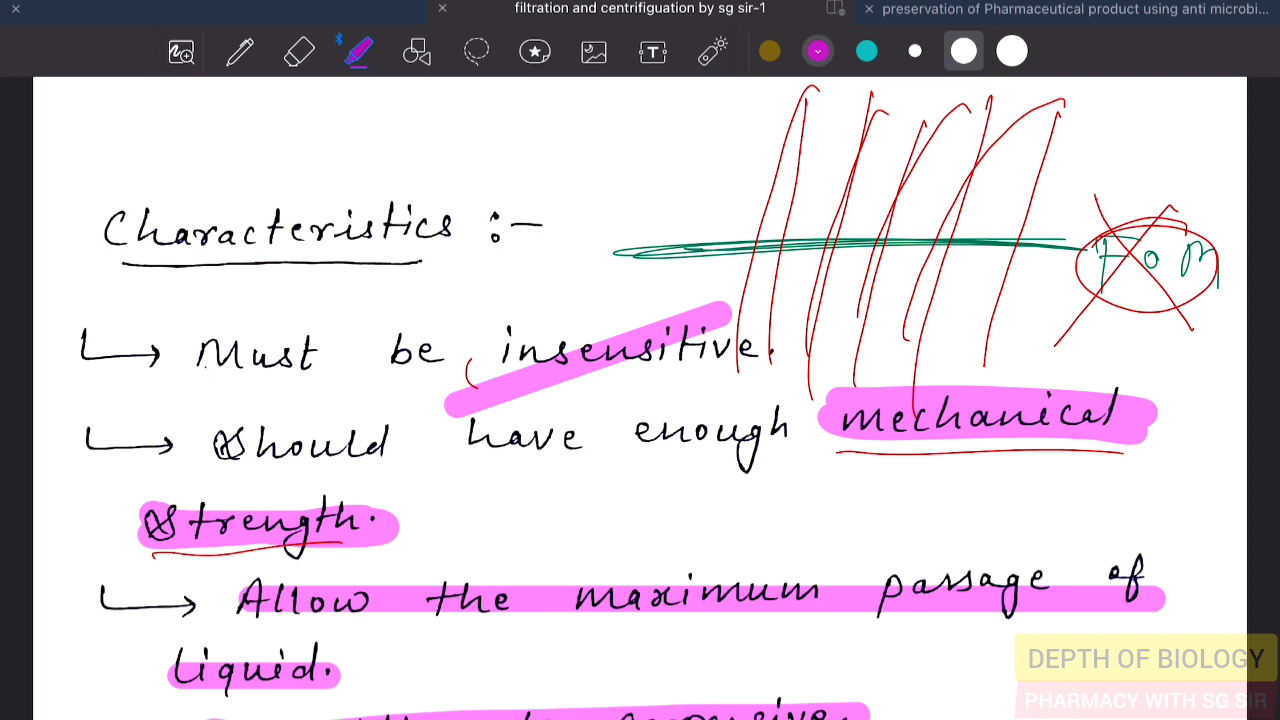 filtration and centrifiguation by sg sir-1
preservation of Pharmaceutical product using anti microbi...
T
Characteristics :-
Must be insensitive.
Should have enough mechanical
Strength.
Allow the maximum passage of
Liquid.
DEPTH OF BIOLOGY
PHARMACY WITH SG SIR